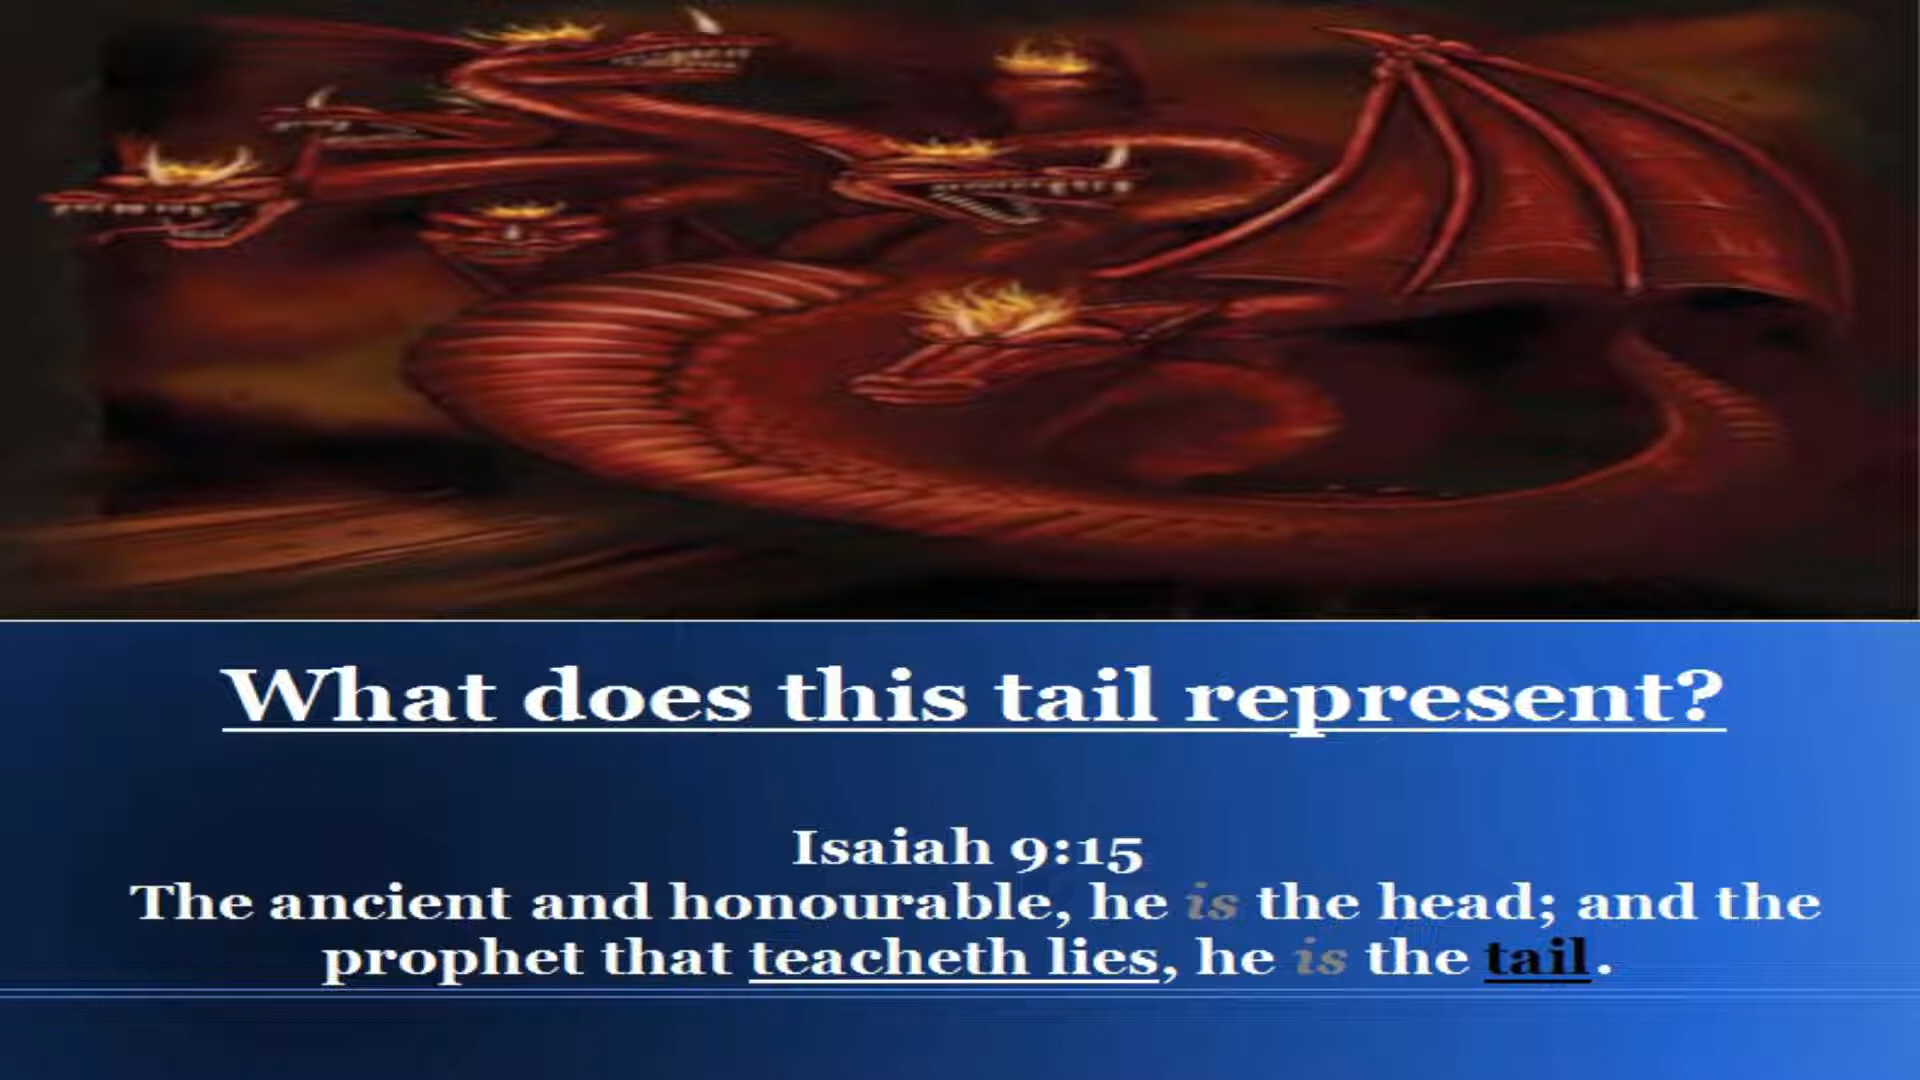 What does this tail represent?
Isaiah 9:15
The ancient and honourable, he is the head; and the
prophet that teacheth lies, he is the tail.